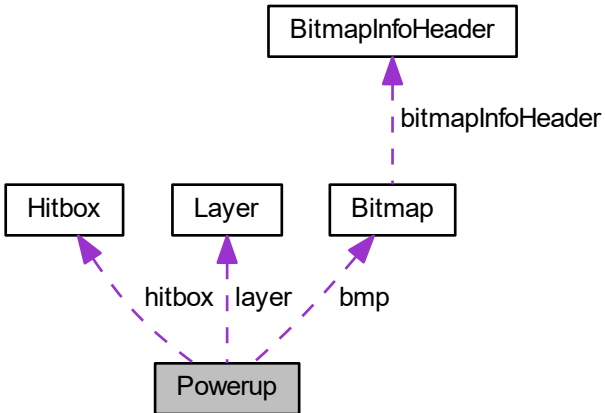 BitmapInfoHeader
bitmapInfoHeader
Hitbox
Layer
Bitmap
hitbox
layer
bmp
Powerup